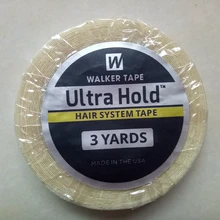 W
WALKER TAPE
Ultra Hold™
HAIR SYSTEM TAPE
3 YARDS
MADE IN THE USA